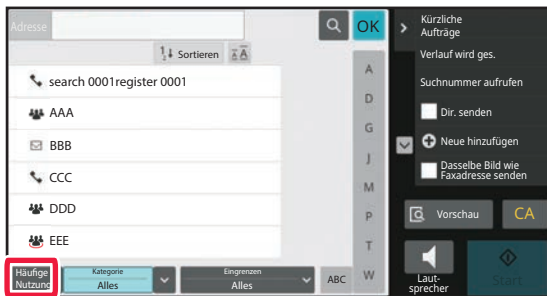 Adresse
OK
Sortieren
search 0001register 0001
AAA
BBB
CCC
DDD
EEE
A
D
G
J
M
P
T
W
Häufige
Nutzung
Kategorie
Alles
Eingrenzen
Alles
ABC
Kürzliche
Aufträge
Verlauf wird ges.
Suchnummer aufrufen
Dir. senden
Neue hinzufügen
Dasselbe Bild wie
Faxadresse senden
Vorschau
CA
Laut-
sprecher
Start